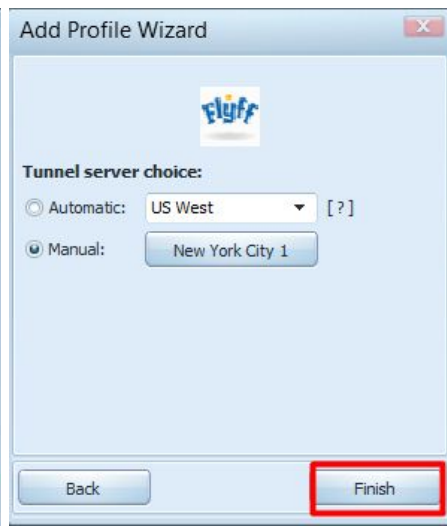 Add Profile Wizard
Flyff
Tunnel server choice:
Automatic: US West [ ? ]
Manual: New York City 1
Back Finish